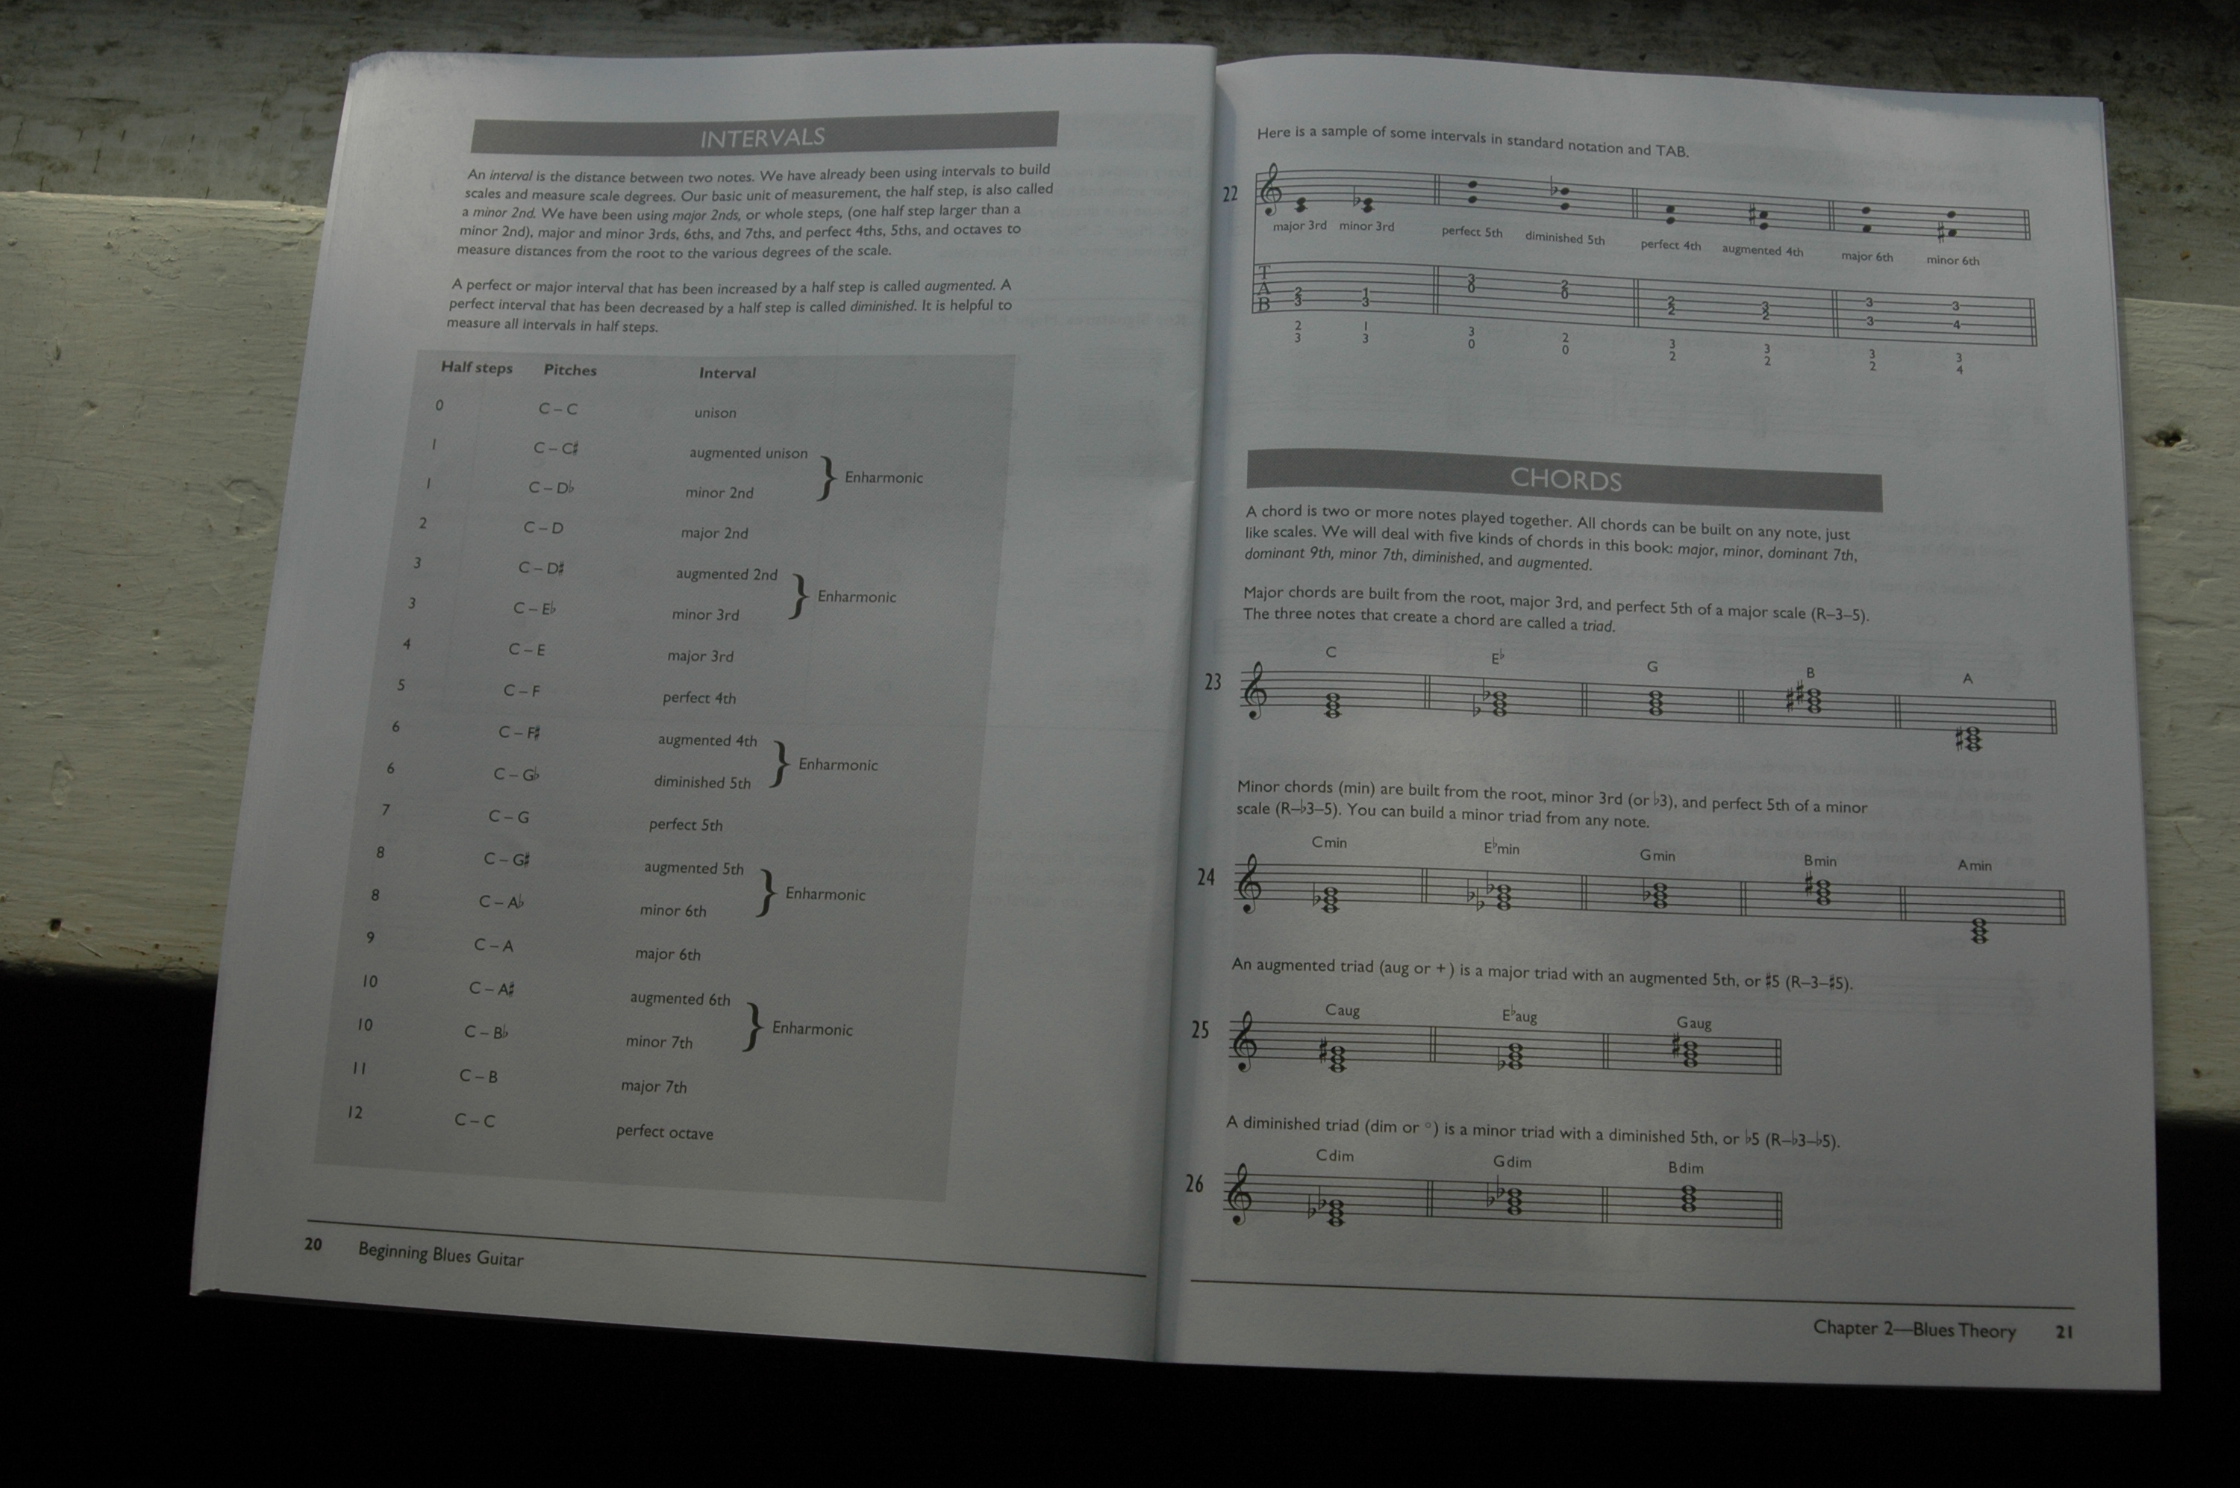 INTERVALS
An interval is the distance between two notes. We have already been using intervals to build
scales and measure scale degrees. Our basic unit of measurement, the half step, is also called
a minor 2nd. We have been using major 2nds, or whole steps, (one half step larger than a
minor 2nd), major and minor 3rds, 6ths, and 7ths, and perfect 4ths, 5ths, and octaves to
measure distances from the root to the various degrees of the scale.
A perfect or major interval that has been increased by a half step is called augmented. A
perfect interval that has been decreased by a half step is called diminished. It is helpful to
measure all intervals in half steps.
Half steps Pitches Interval
0 C – C unison
1 C – C♯ augmented unison
Enharmonic
1 C – D♭ minor 2nd
2 C – D major 2nd
3 C – D♯ augmented 2nd
Enharmonic
3 C – E♭ minor 3rd
4 C – E major 3rd
5 C – F perfect 4th
6 C – F♯ augmented 4th
Enharmonic
6 C – G♭ diminished 5th
7 C – G perfect 5th
8 C – G♯ augmented 5th
Enharmonic
8 C – A♭ minor 6th
9 C – A major 6th
10 C – A♯ augmented 6th
Enharmonic
10 C – B♭ minor 7th
11 C – B major 7th
12 C – C perfect octave
20 Beginning Blues Guitar
Here is a sample of some intervals in standard notation and TAB.
22
major 3rd minor 3rd perfect 5th diminished 5th perfect 4th augmented 4th major 6th minor 6th
T
A
B
2 1 3 2 3 3 3 3
3 3 0 0 2 2 3 4
2 1 3 2 3 3 3 3
3 3 0 0 2 2 2 4
CHORDS
A chord is two or more notes played together. All chords can be built on any note, just
like scales. We will deal with five kinds of chords in this book: major, minor, dominant 7th,
dominant 9th, minor 7th, diminished, and augmented.
Major chords are built from the root, major 3rd, and perfect 5th of a major scale (R–3–5).
The three notes that create a chord are called a triad.
C E♭ G B A
23
Minor chords (min) are built from the root, minor 3rd (or ♭3), and perfect 5th of a minor
scale (R–♭3–5). You can build a minor triad from any note.
Cmin E♭min Gmin Bmin Amin
24
An augmented triad (aug or +) is a major triad with an augmented 5th, or ♯5 (R–3–♯5).
Caug E♭aug Gaug
25
A diminished triad (dim or °) is a minor triad with a diminished 5th, or ♭5 (R–♭3–♭5).
Cdim Gdim Bdim
26
Chapter 2—Blues Theory 21